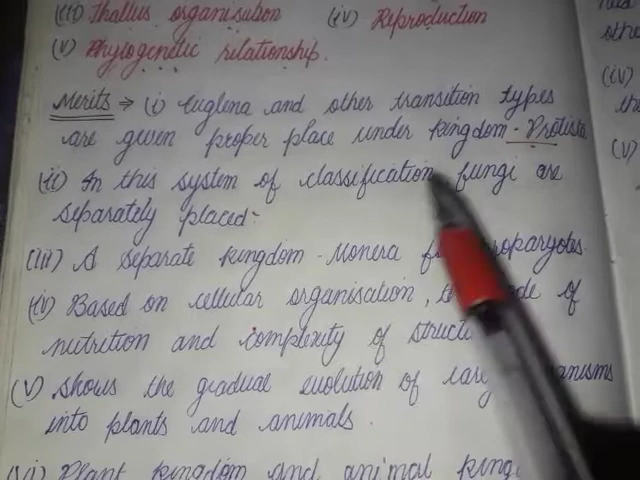 (iii) Thallus organisation (iv) Reproduction
(v) Phylogenetic relationship.
Merits → (i) Euglena and other transition types
are given proper place under kingdom - Protista
(ii) In this system of classification fungi are
separately placed -
(iii) A separate kingdom - Monera prokaryotes
(iv) Based on cellular organisation, of
nutrition and complexity of
(v) shows the gradual evolution of
into plants and animals.
(vi) Plant kingdom and animal
othe
(iv)
(v)